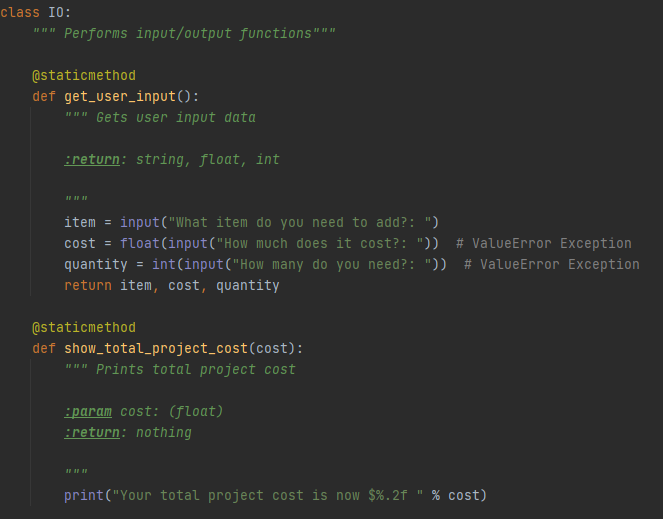 class IO:
    """ Performs input/output functions"""

    @staticmethod
    def get_user_input():
        """ Gets user input data

        :return: string, float, int

        """
        item = input("What item do you need to add?: ")
        cost = float(input("How much does it cost?: "))  # ValueError Exception
        quantity = int(input("How many do you need?: "))  # ValueError Exception
        return item, cost, quantity

    @staticmethod
    def show_total_project_cost(cost):
        """ Prints total project cost

        :param cost: (float)
        :return: nothing

        """
        print("Your total project cost is now $%.2f " % cost)